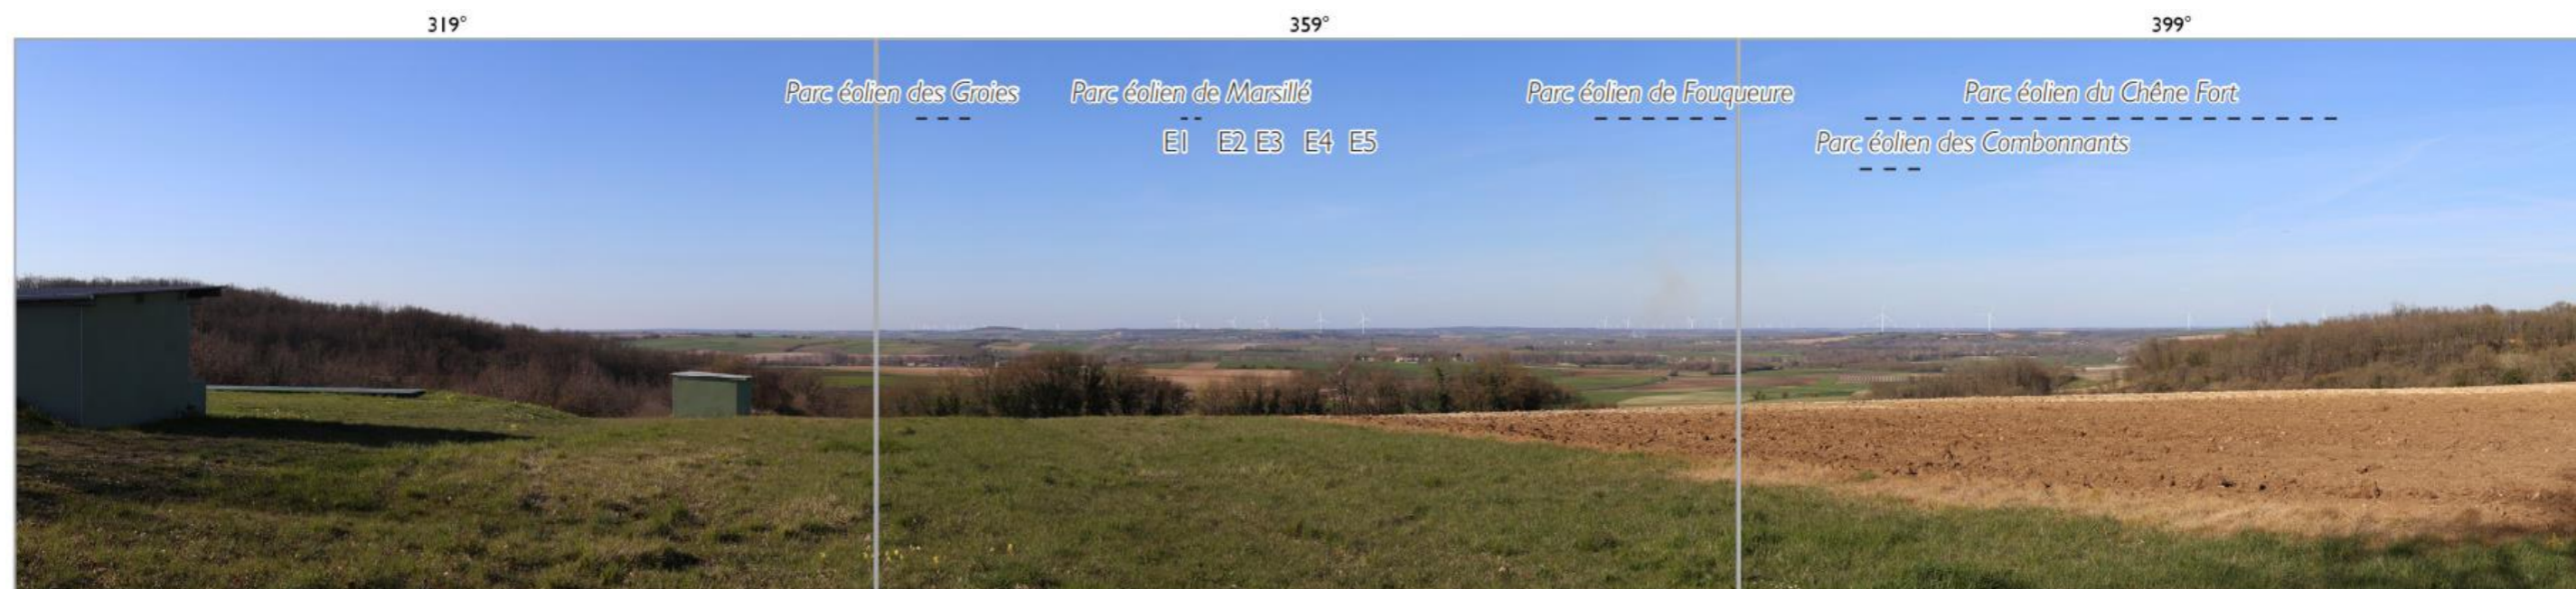 319°
359°
399°
Parc éolien des Groies
Parc éolien de Marsillé
Parc éolien de Fouqueure
Parc éolien du Chêne Fort
E1 E2 E3 E4 E5
Parc éolien des Combonnants